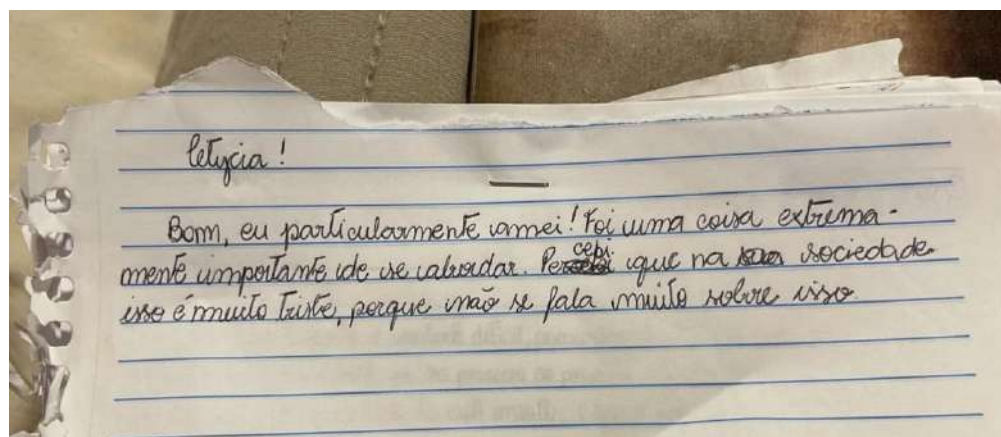 letycia!
Bom, eu particularmente amei! Foi uma coisa extrema-
mente importante de se abordar. Percebi que na sociedade
isso é muito triste, porque não se fala muito sobre isso.